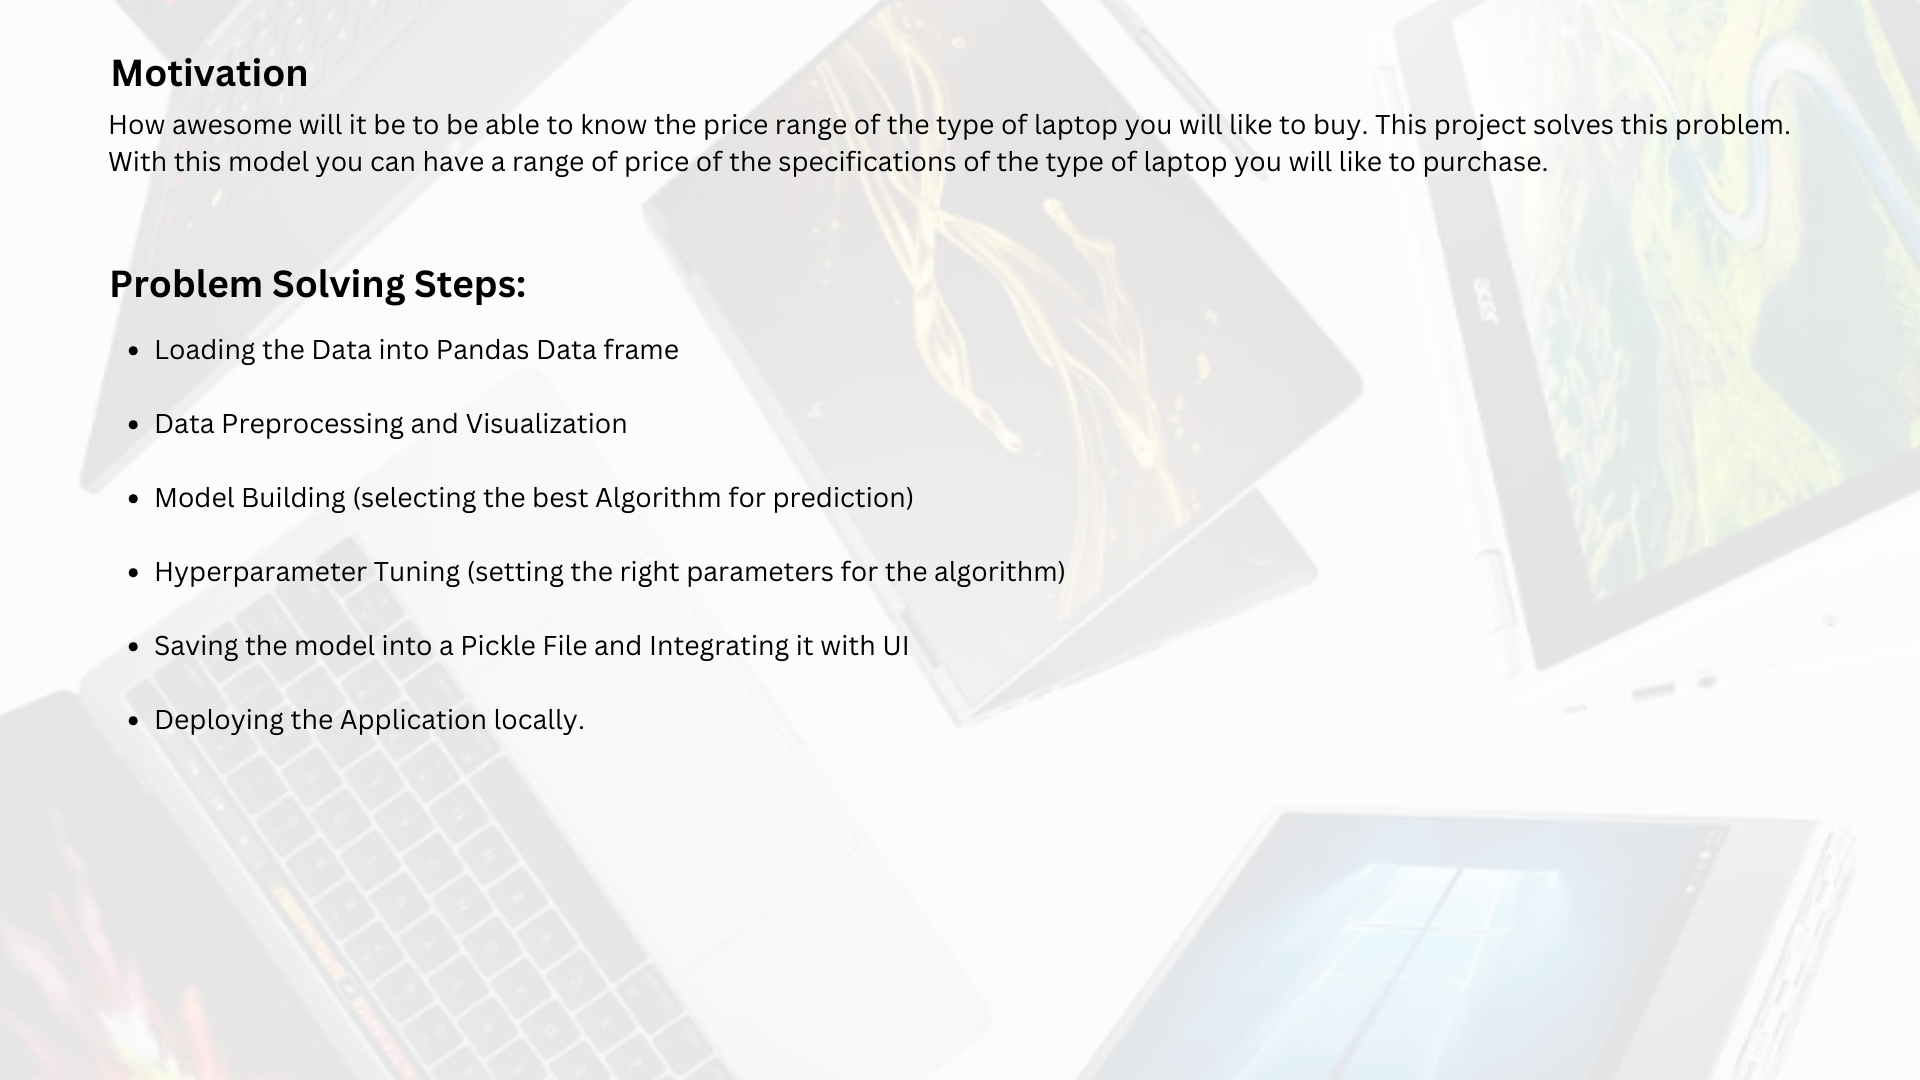 Motivation
How awesome will it be to be able to know the price range of the type of laptop you will like to buy. This project solves this problem.
With this model you can have a range of price of the specifications of the type of laptop you will like to purchase.
Problem Solving Steps:
• Loading the Data into Pandas Data frame
• Data Preprocessing and Visualization
• Model Building (selecting the best Algorithm for prediction)
• Hyperparameter Tuning (setting the right parameters for the algorithm)
• Saving the model into a Pickle File and Integrating it with UI
• Deploying the Application locally.
acer